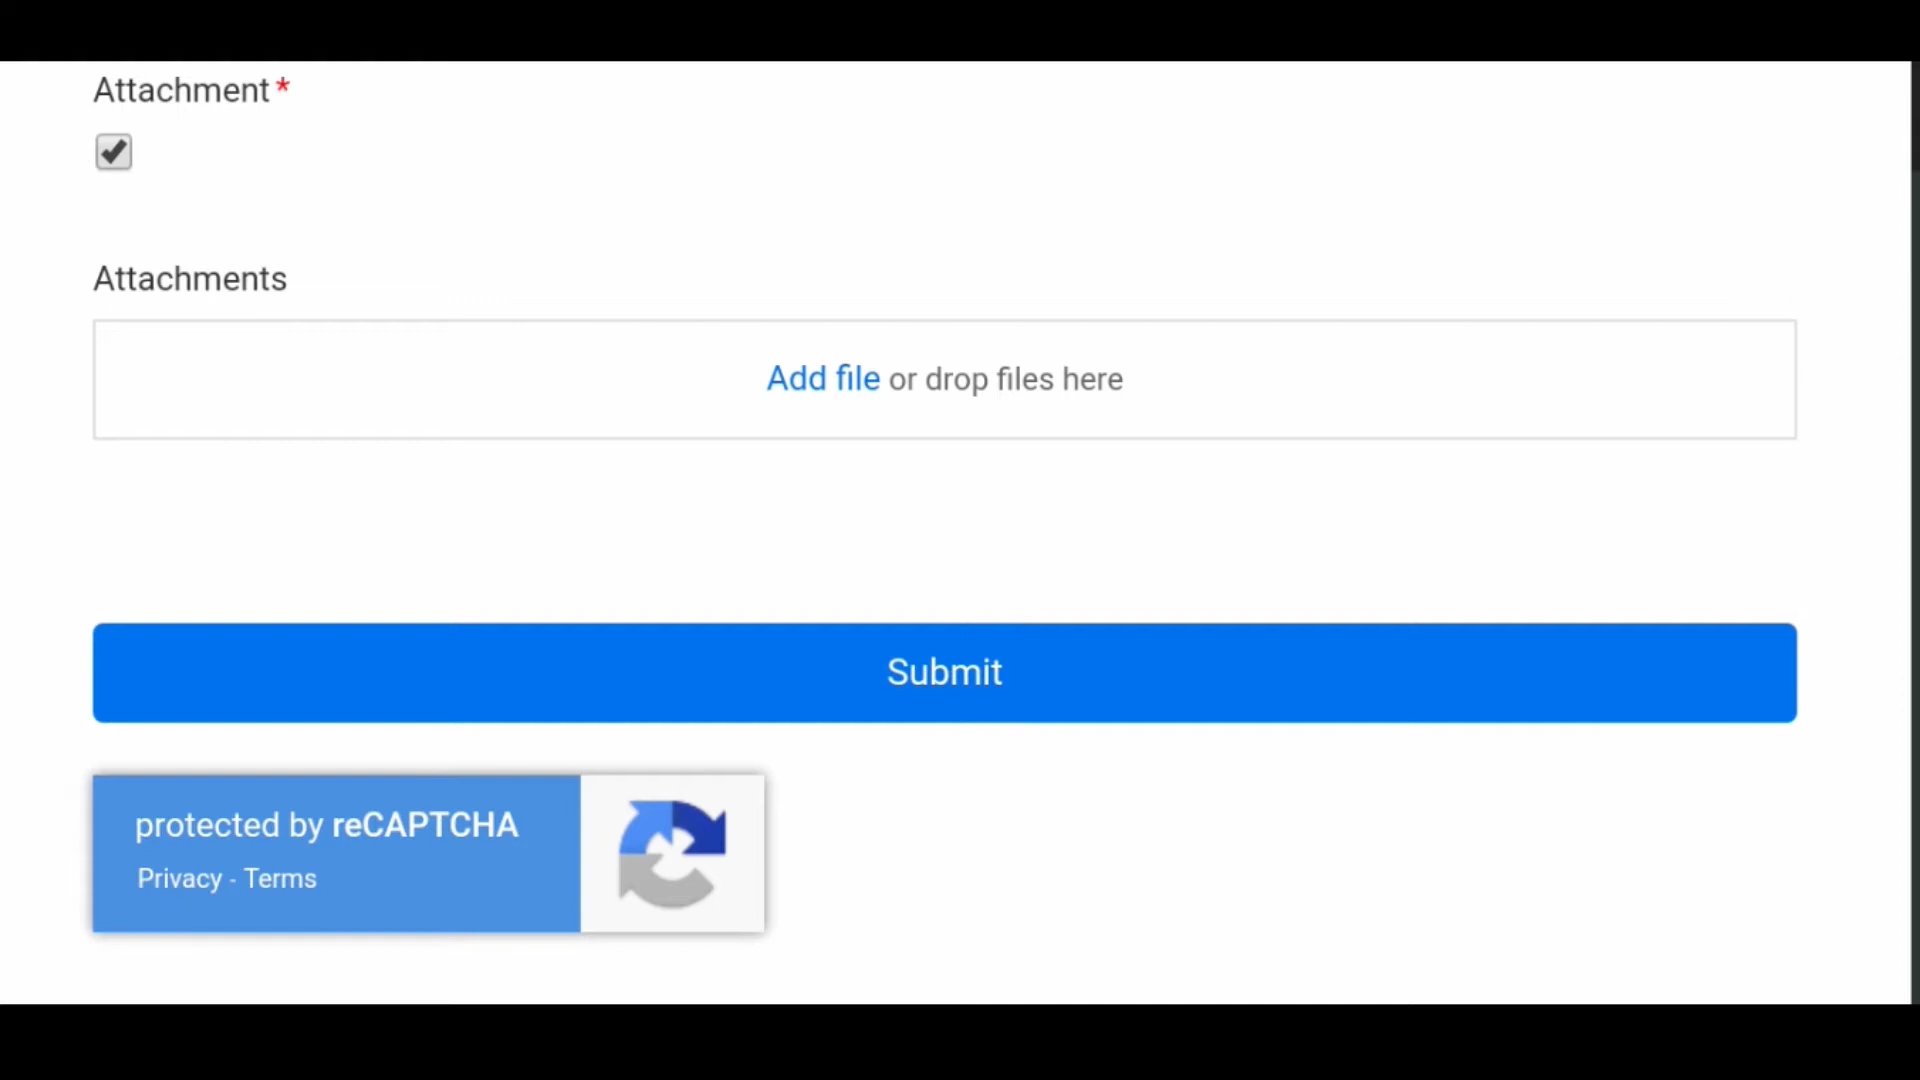 Attachment *
Attachments
Add file or drop files here
Submit
protected by reCAPTCHA
Privacy - Terms